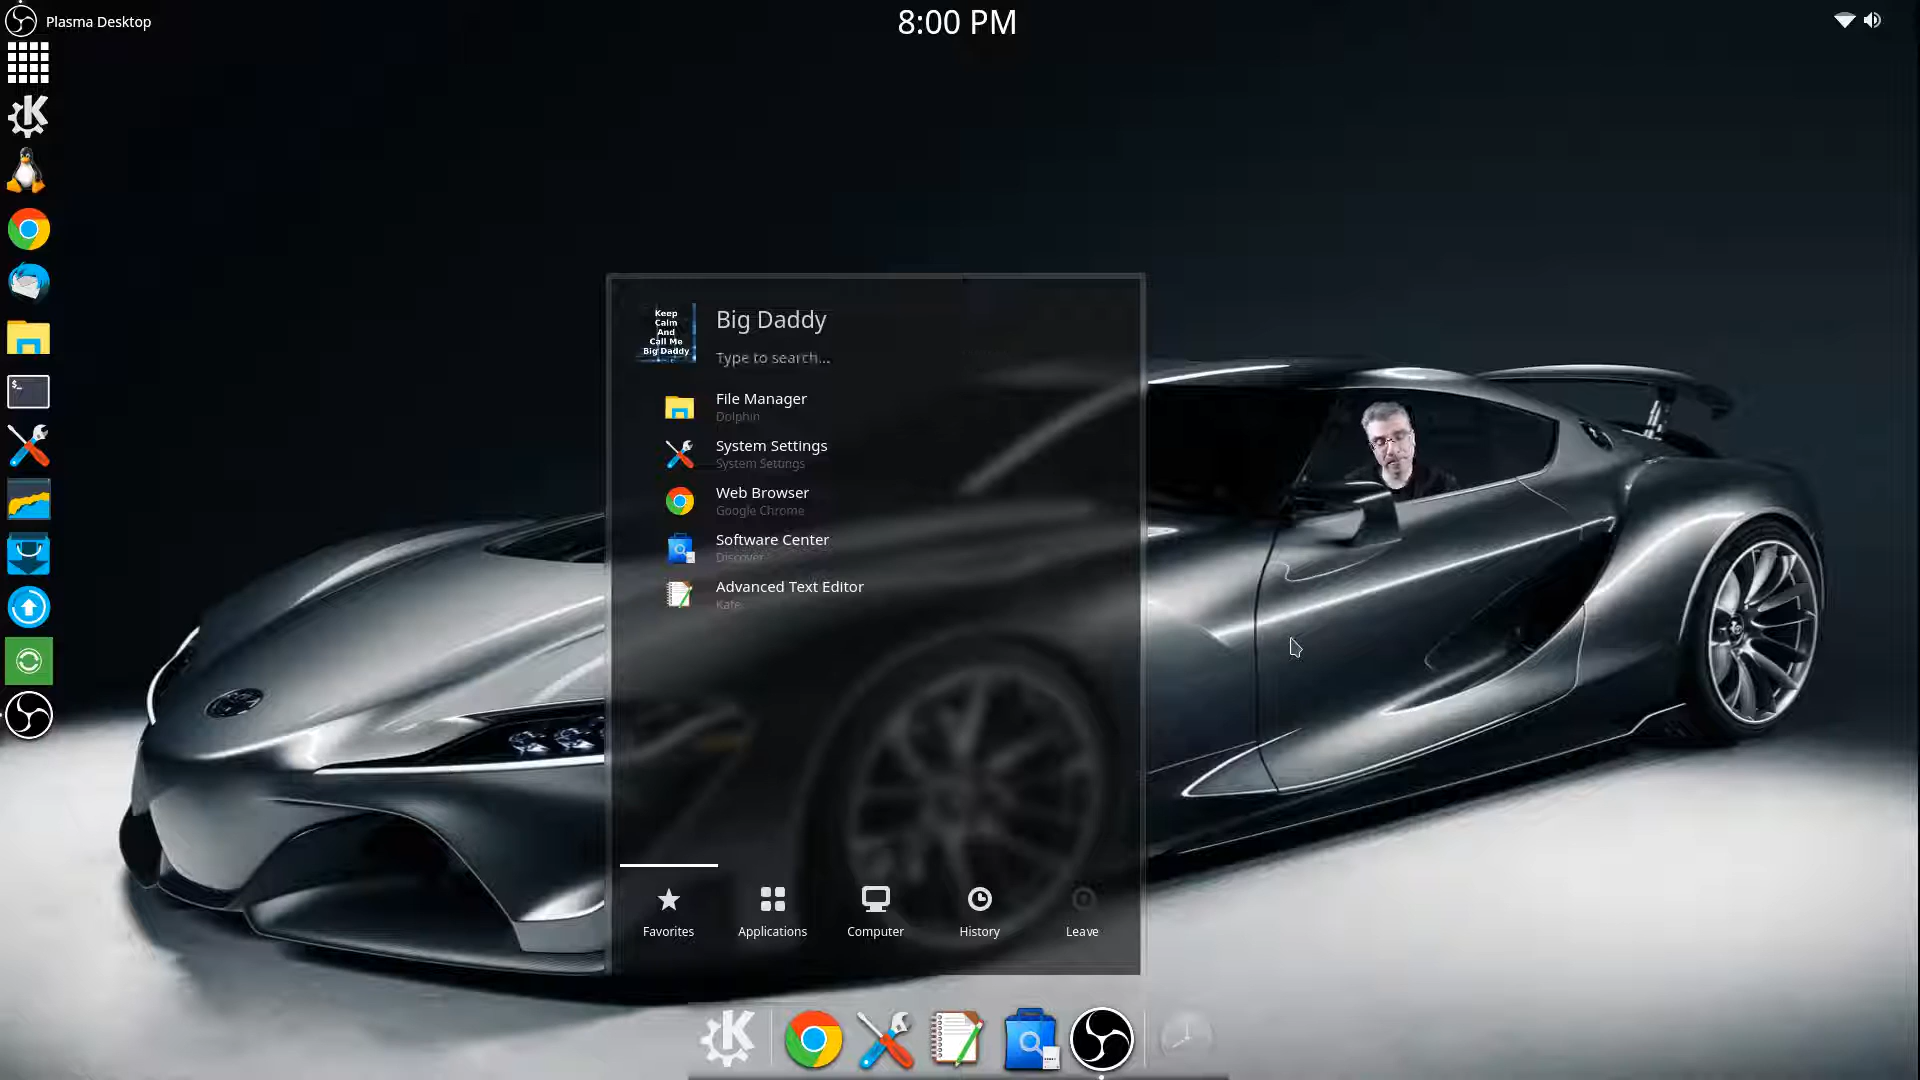 Plasma Desktop
8:00 PM
Keep
Calm
And
Call Me
Big Daddy
Big Daddy
Type to search...
File Manager
Dolphin
System Settings
System Settings
Web Browser
Google Chrome
Software Center
Discover
Advanced Text Editor
Kate
Favorites
Applications
Computer
History
Leave